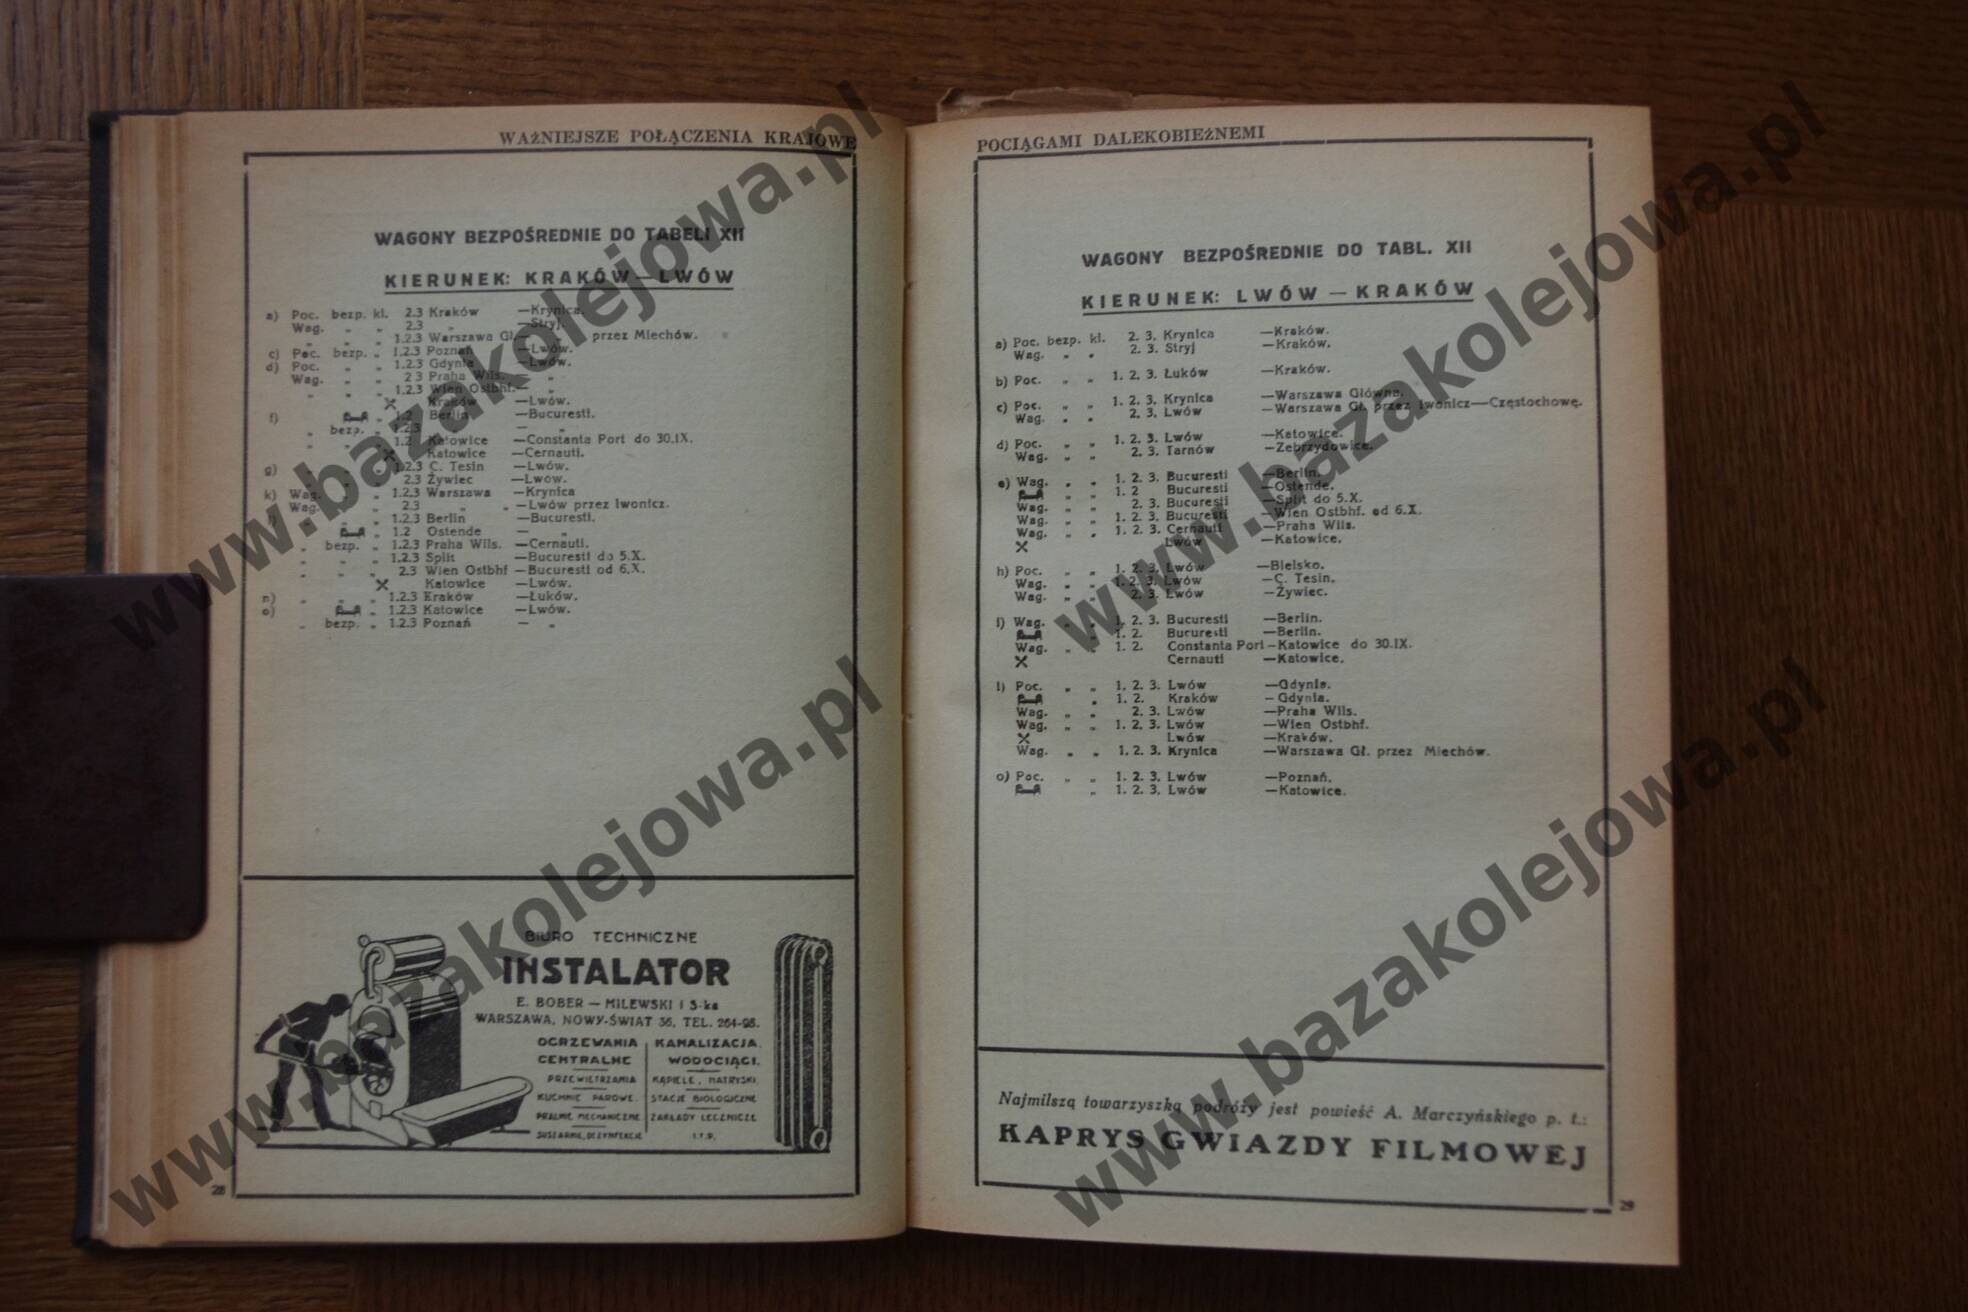 WAŻNIEJSZE POŁĄCZENIA KRAJOWE
WAGONY BEZPOŚREDNIE DO TABELI XII
KIERUNEK: KRAKÓW—LWÓW
a) Poc. bezp. kl. 2.3 Kraków —Krynica.
Wag. „ „ 2.3 „ —Stryj.
„ „ „ 1.2.3 Warszawa Gł.— przez Miechów.
c) Poc. bezp. „ 1.2.3 Poznań —Lwów.
d) Poc. „ „ 1.2.3 Gdynia —Lwów.
Wag. „ „ 2 3 Praha Wils. — „
„ „ „ 1.2.3 Wien Ostbhf.— „
Kraków —Lwów.
f) „ „ 1.2 Berlin —Bucuresti.
„ bezp. „ 1.2.3 „ — „
„ „ „ 1.2 Katowice —Constanta Port do 30.IX.
Katowice —Cernauti.
g) „ „ „ 1.2.3 C. Tesin —Lwów.
2.3 Żywiec —Lwów.
k) Wag. „ „ 1.2.3 Warszawa —Krynica
Wag. „ „ 2.3 „ „ —Lwów przez Iwonicz.
„ „ 1.2.3 Berlin —Bucuresti.
„ 1.2 Ostende — „
„ bezp. „ 1.2.3 Praha Wils. —Cernauti.
„ „ „ 1.2.3 Split —Bucuresti do 5.X.
„ „ „ 2.3 Wien Ostbhf —Bucuresti od 6.X.
Katowice —Lwów.
n) „ „ „ 1.2.3 Kraków —Łuków.
o) „ „ 1.2.3 Katowice —Lwów.
„ bezp. „ 1.2.3 Poznań — „
BIURO TECHNICZNE
INSTALATOR
E. BOBER — MILEWSKI i S-ka
WARSZAWA, NOWY-ŚWIAT 36, TEL. 264-98.
OGRZEWANIA KANALIZACJA.
CENTRALNE WODOCIĄGI.
PRZEWIETRZANIA KĄPIELE, NATRYSKI.
KUCHNIE PAROWE. STACJE BIOLOGICZNE
PRALNIE MECHANICZNE ZAKŁADY LECZNICZE
SUSZARNIE, DEZYNFEKCJE I.T.P.
28
POCIĄGAMI DALEKOBIEŻNEMI
WAGONY BEZPOŚREDNIE DO TABL. XII
KIERUNEK: LWÓW — KRAKÓW
a) Poc. bezp. kl. 2. 3. Krynica —Kraków.
Wag. „ „ 2. 3. Stryj —Kraków.
b) Poc. „ „ 1. 2. 3. Łuków —Kraków.
c) Poc. „ „ 1. 2. 3. Krynica —Warszawa Główna.
Wag. „ „ 2. 3. Lwów —Warszawa Gł. przez Iwonicz—Częstochowę.
d) Poc. „ „ 1. 2. 3. Lwów —Katowice.
Wag. „ „ 2. 3. Tarnów —Zebrzydowice.
e) Wag. „ „ 1. 2. 3. Bucuresti —Berlin.
1. 2 Bucuresti —Ostende.
Wag. „ „ 2. 3. Bucuresti —Split do 5.X.
Wag. „ „ 1. 2. 3. Bucuresti —Wien Ostbhf. od 6.X.
Wag. „ „ 1. 2. 3. Cernauti —Praha Wils.
Lwów —Katowice.
h) Poc. „ „ 1. 2. 3. Lwów —Bielsko.
Wag. „ „ 1. 2. 3. Lwów —C. Tesin.
Wag. „ „ 2. 3. Lwów —Żywiec.
i) Wag. „ „ 1. 2. 3. Bucuresti —Berlin.
1. 2. Bucuresti —Berlin.
Wag. „ „ 1. 2. Constanta Port —Katowice do 30.IX.
Cernauti —Katowice.
l) Poc. „ „ 1. 2. 3. Lwów —Gdynia.
„ 1. 2. Kraków —Gdynia.
Wag. „ „ 2. 3. Lwów —Praha Wils.
Wag. „ „ 1. 2. 3. Lwów —Wien Ostbhf.
Lwów —Kraków.
Wag. „ „ 1. 2. 3. Krynica —Warszawa Gł. przez Miechów.
o) Poc. „ „ 1. 2. 3. Lwów —Poznań.
„ 1. 2. 3. Lwów —Katowice.
Najmilszą towarzyszką podróży jest powieść A. Marczyńskiego p. t.:
KAPRYS GWIAZDY FILMOWEJ
29
www.bazakolejowa.pl
www.bazakolejowa.pl
www.bazakolejowa.pl
www.bazakolejowa.pl